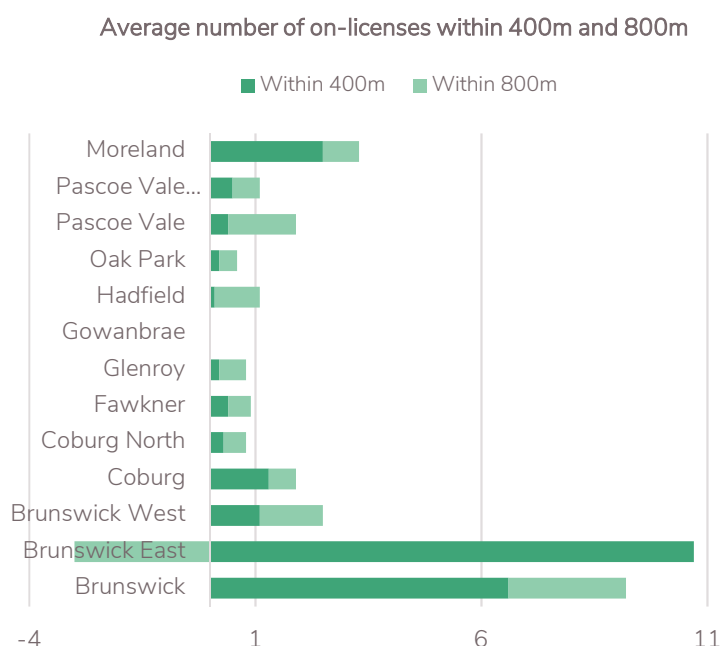 Average number of on-licenses within 400m and 800m
Within 400m Within 800m
Moreland
Pascoe Vale...
Pascoe Vale
Oak Park
Hadfield
Gowanbrae
Glenroy
Fawkner
Coburg North
Coburg
Brunswick West
Brunswick East
Brunswick
-4 1 6 11